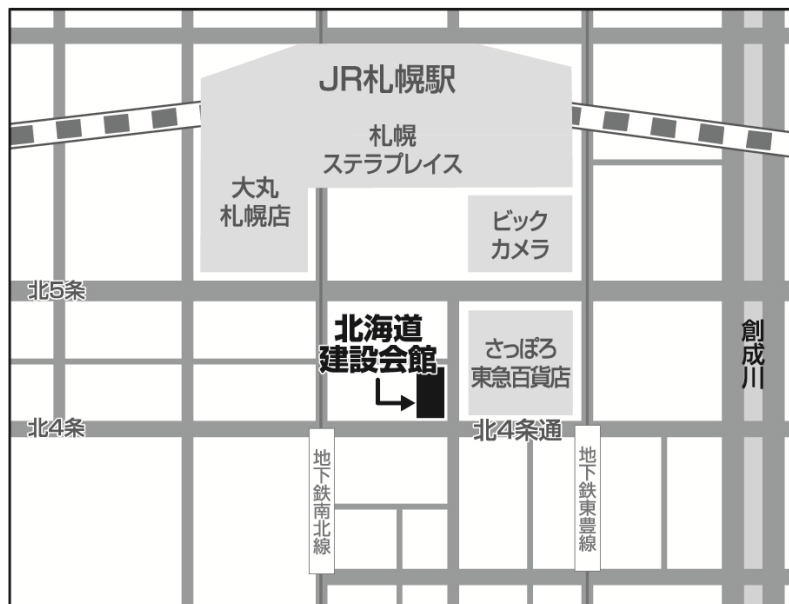 JR札幌駅
札幌
ステラプレイス
大丸
札幌店
ビック
カメラ
北5条
北海道
建設会館
さっぽろ
東急百貨店
創成川
北4条
北4条通
地下鉄南北線
地下鉄東豊線